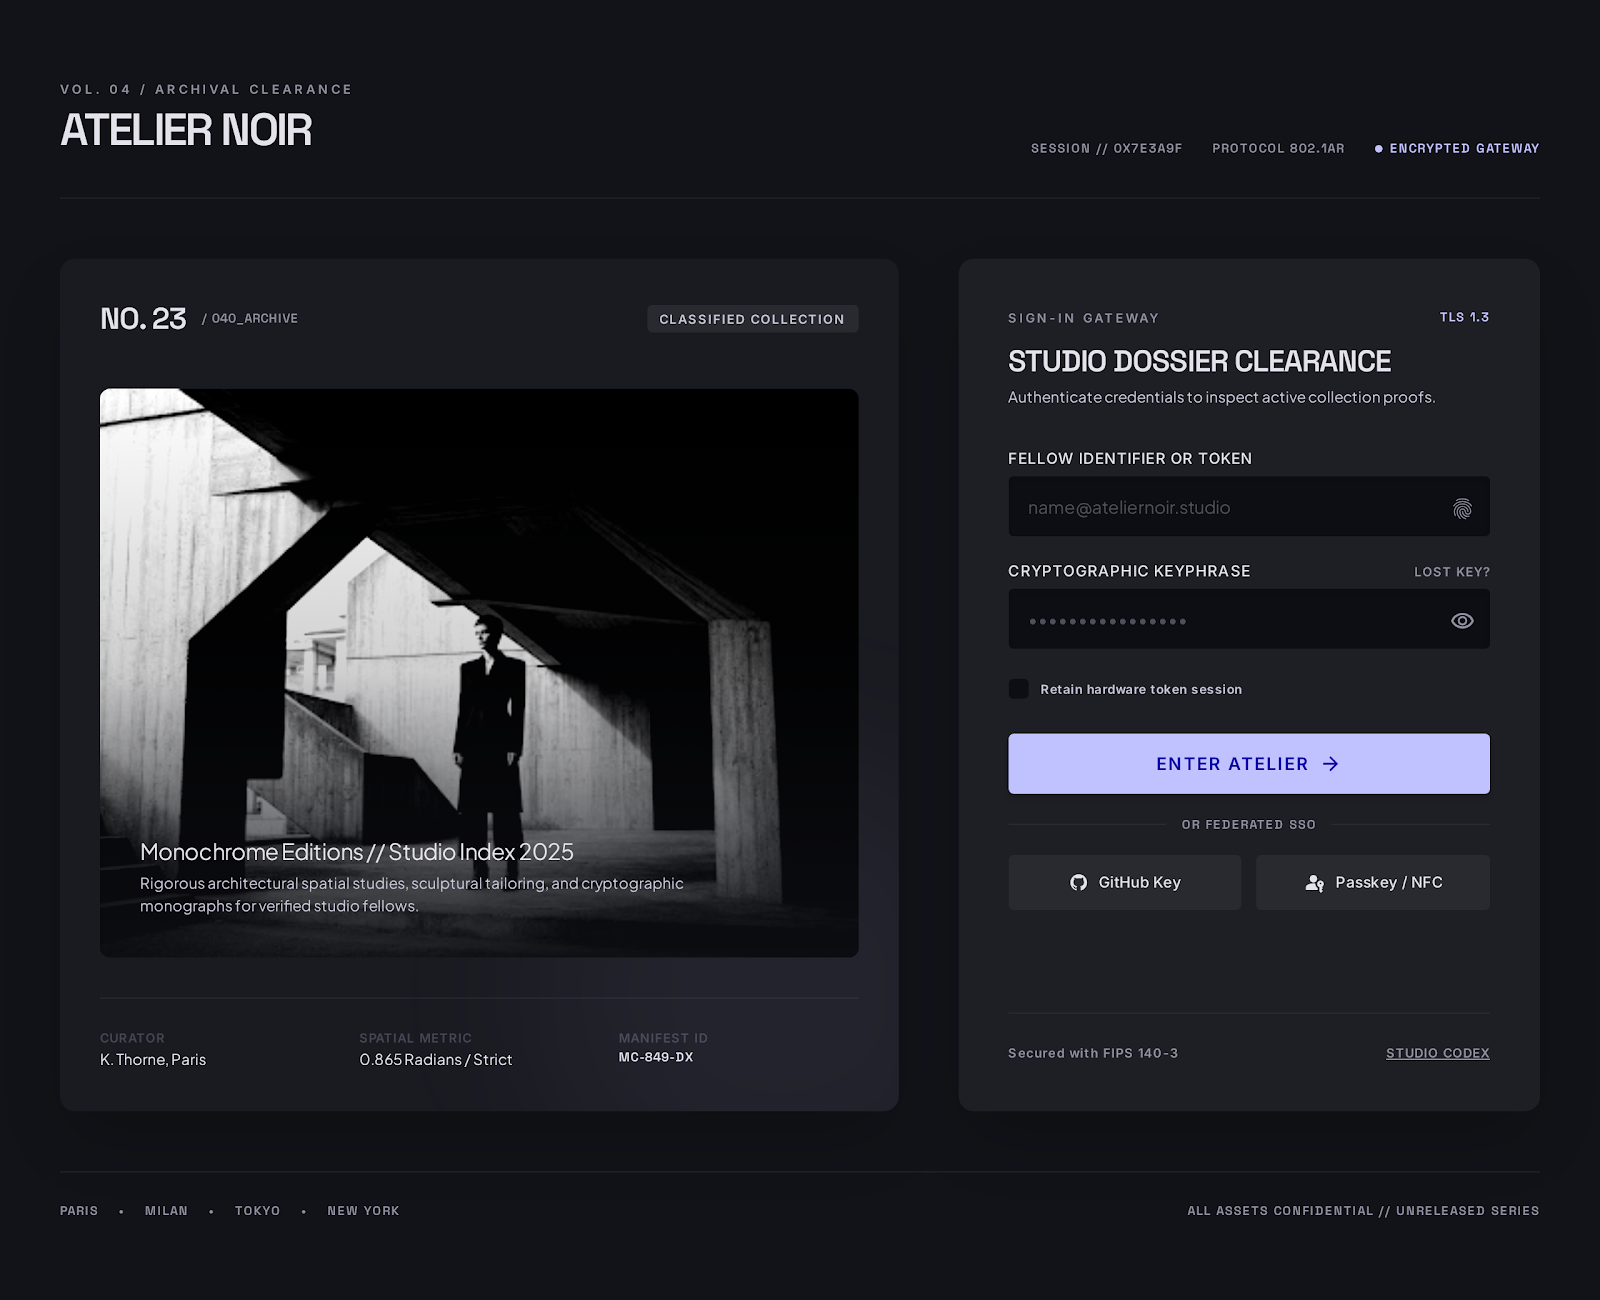 VOL. 04 / ARCHIVAL CLEARANCE
ATELIER NOIR
SESSION // 0X7E3A9F
PROTOCOL 802.1AR
ENCRYPTED GATEWAY
NO. 23
/ 040_ARCHIVE
CLASSIFIED COLLECTION
Monochrome Editions // Studio Index 2025
Rigorous architectural spatial studies, sculptural tailoring, and cryptographic
monographs for verified studio fellows.
CURATOR
K. Thorne, Paris
SPATIAL METRIC
0.865 Radians / Strict
MANIFEST ID
MC-849-DX
SIGN-IN GATEWAY
TLS 1.3
STUDIO DOSSIER CLEARANCE
Authenticate credentials to inspect active collection proofs.
FELLOW IDENTIFIER OR TOKEN
name@ateliernoir.studio
CRYPTOGRAPHIC KEYPHRASE
LOST KEY?
••••••••••••••••
Retain hardware token session
ENTER ATELIER →
OR FEDERATED SSO
GitHub Key
Passkey / NFC
Secured with FIPS 140-3
STUDIO CODEX
PARIS • MILAN • TOKYO • NEW YORK
ALL ASSETS CONFIDENTIAL // UNRELEASED SERIES